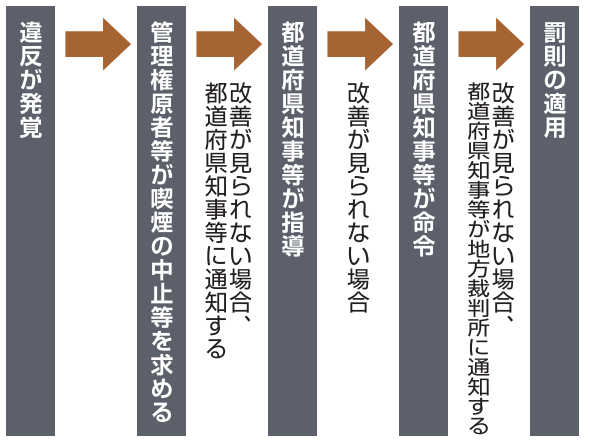 違反が発覚
管理権原者等が喫煙の中止等を求める
改善が見られない場合、
都道府県知事等に通知する
都道府県知事等が指導
改善が見られない場合
都道府県知事等が命令
改善が見られない場合、
都道府県知事等が地方裁判所に通知する
罰則の適用